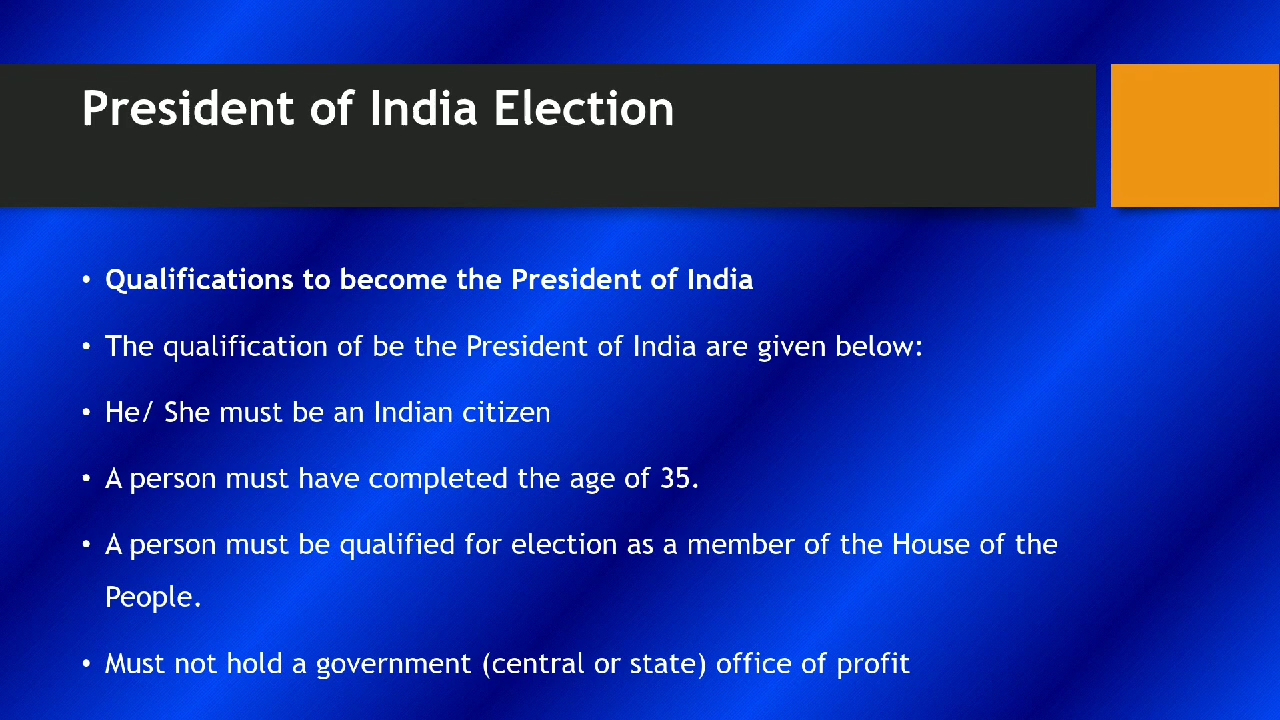 President of India Election
• Qualifications to become the President of India
• The qualification of be the President of India are given below:
• He/ She must be an Indian citizen
• A person must have completed the age of 35.
• A person must be qualified for election as a member of the House of the
People.
• Must not hold a government (central or state) office of profit